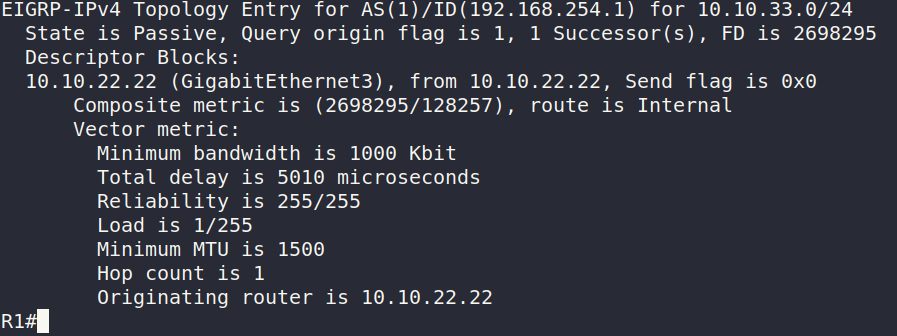 EIGRP-IPv4 Topology Entry for AS(1)/ID(192.168.254.1) for 10.10.33.0/24
State is Passive, Query origin flag is 1, 1 Successor(s), FD is 2698295
Descriptor Blocks:
10.10.22.22 (GigabitEthernet3), from 10.10.22.22, Send flag is 0x0
Composite metric is (2698295/128257), route is Internal
Vector metric:
Minimum bandwidth is 1000 Kbit
Total delay is 5010 microseconds
Reliability is 255/255
Load is 1/255
Minimum MTU is 1500
Hop count is 1
Originating router is 10.10.22.22
R1#